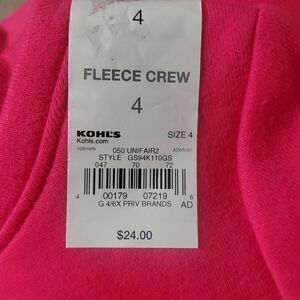 4
FLEECE CREW
4
KOHL'S SIZE 4
Kohls.com
050 UNIFAIR2
STYLE GS94K110GS
047 70 72
4 00179 07219 6
G 4/6X PRIV BRANDS AD
$24.00